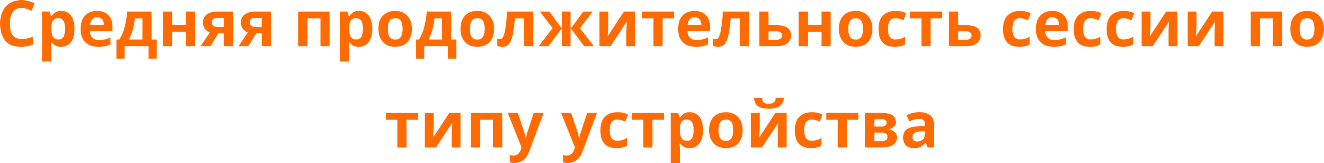 Средняя продолжительность сессии по
типу устройства